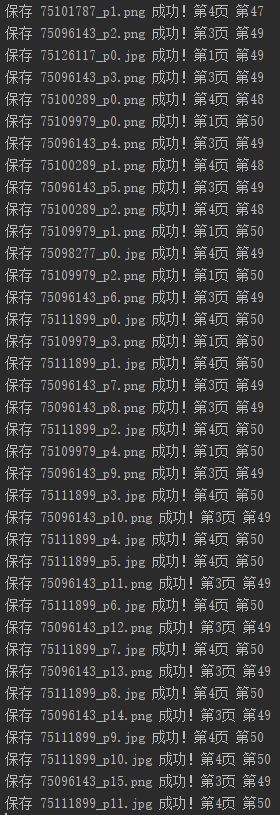 保存 75101787_p1.png 成功! 第4页 第47
保存 75096143_p2.png 成功! 第3页 第49
保存 75126117_p0.jpg 成功! 第1页 第49
保存 75096143_p3.png 成功! 第3页 第49
保存 75100289_p0.png 成功! 第4页 第48
保存 75109979_p0.png 成功! 第1页 第50
保存 75096143_p4.png 成功! 第3页 第49
保存 75100289_p1.png 成功! 第4页 第48
保存 75096143_p5.png 成功! 第3页 第49
保存 75100289_p2.png 成功! 第4页 第48
保存 75109979_p1.png 成功! 第1页 第50
保存 75098277_p0.jpg 成功! 第4页 第49
保存 75109979_p2.png 成功! 第1页 第50
保存 75096143_p6.png 成功! 第3页 第49
保存 75111899_p0.jpg 成功! 第4页 第50
保存 75109979_p3.png 成功! 第1页 第50
保存 75111899_p1.jpg 成功! 第4页 第50
保存 75096143_p7.png 成功! 第3页 第49
保存 75096143_p8.png 成功! 第3页 第49
保存 75111899_p2.jpg 成功! 第4页 第50
保存 75109979_p4.png 成功! 第1页 第50
保存 75096143_p9.png 成功! 第3页 第49
保存 75111899_p3.jpg 成功! 第4页 第50
保存 75096143_p10.png 成功! 第3页 第49
保存 75111899_p4.jpg 成功! 第4页 第50
保存 75111899_p5.jpg 成功! 第4页 第50
保存 75096143_p11.png 成功! 第3页 第49
保存 75111899_p6.jpg 成功! 第4页 第50
保存 75096143_p12.png 成功! 第3页 第49
保存 75111899_p7.jpg 成功! 第4页 第50
保存 75096143_p13.png 成功! 第3页 第49
保存 75111899_p8.jpg 成功! 第4页 第50
保存 75096143_p14.png 成功! 第3页 第49
保存 75111899_p9.jpg 成功! 第4页 第50
保存 75111899_p10.jpg 成功! 第4页 第50
保存 75096143_p15.png 成功! 第3页 第49
保存 75111899_p11.jpg 成功! 第4页 第50